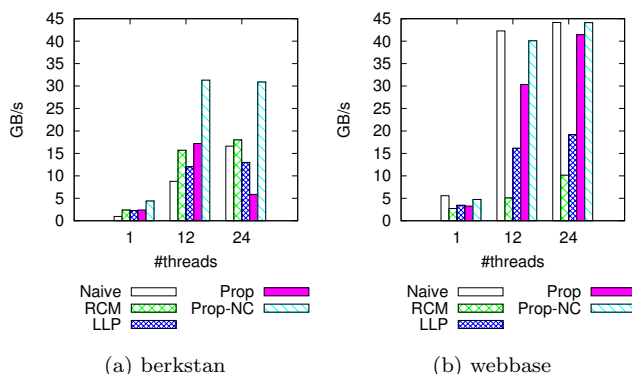 45
40
35
30
25
20
15
10
5
0
GB/s
1 12 24
#threads
Naive Prop
RCM Prop-NC
LLP
(a) berkstan
45
40
35
30
25
20
15
10
5
0
GB/s
1 12 24
#threads
Naive Prop
RCM Prop-NC
LLP
(b) webbase